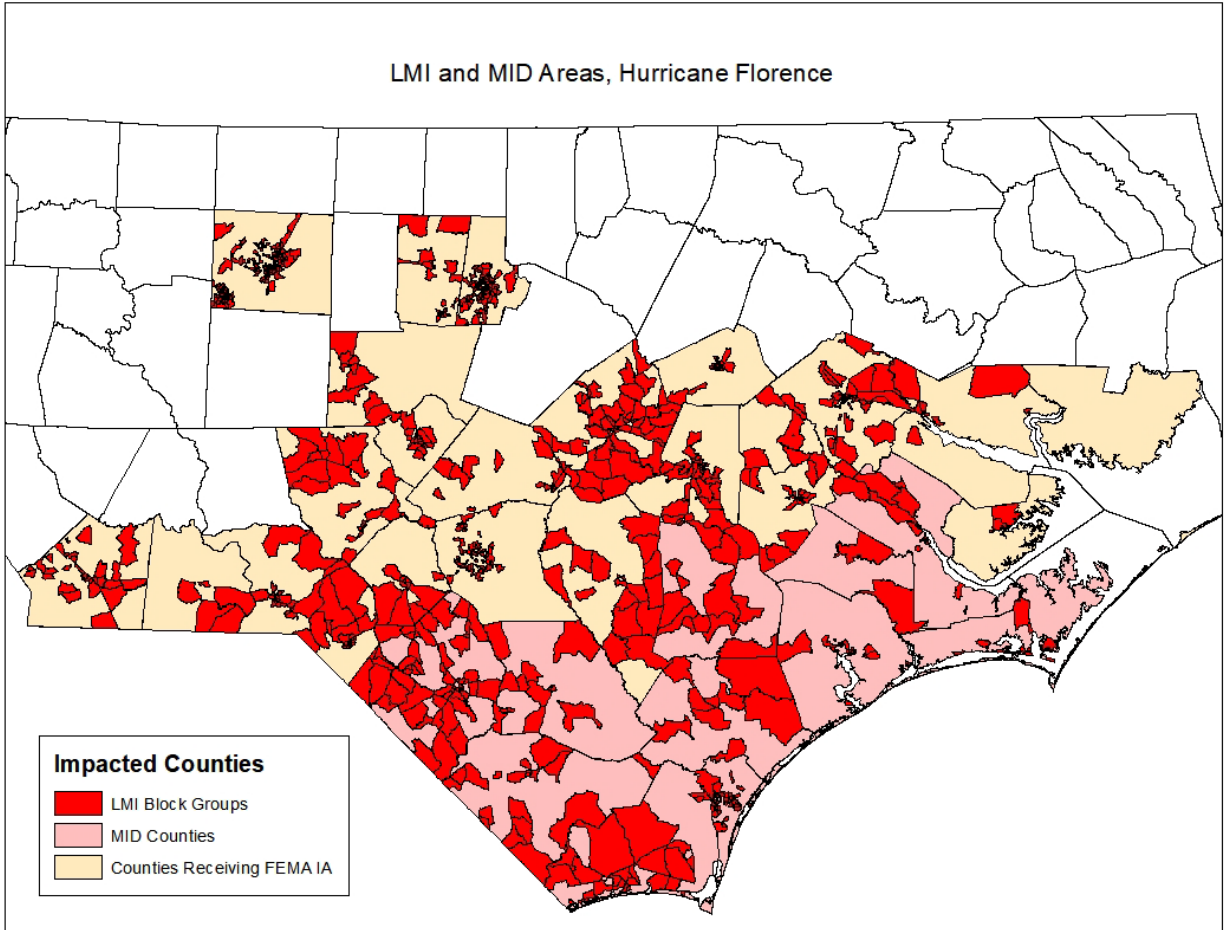 LMI and MID Areas, Hurricane Florence
Impacted Counties
LMI Block Groups
MID Counties
Counties Receiving FEMA IA